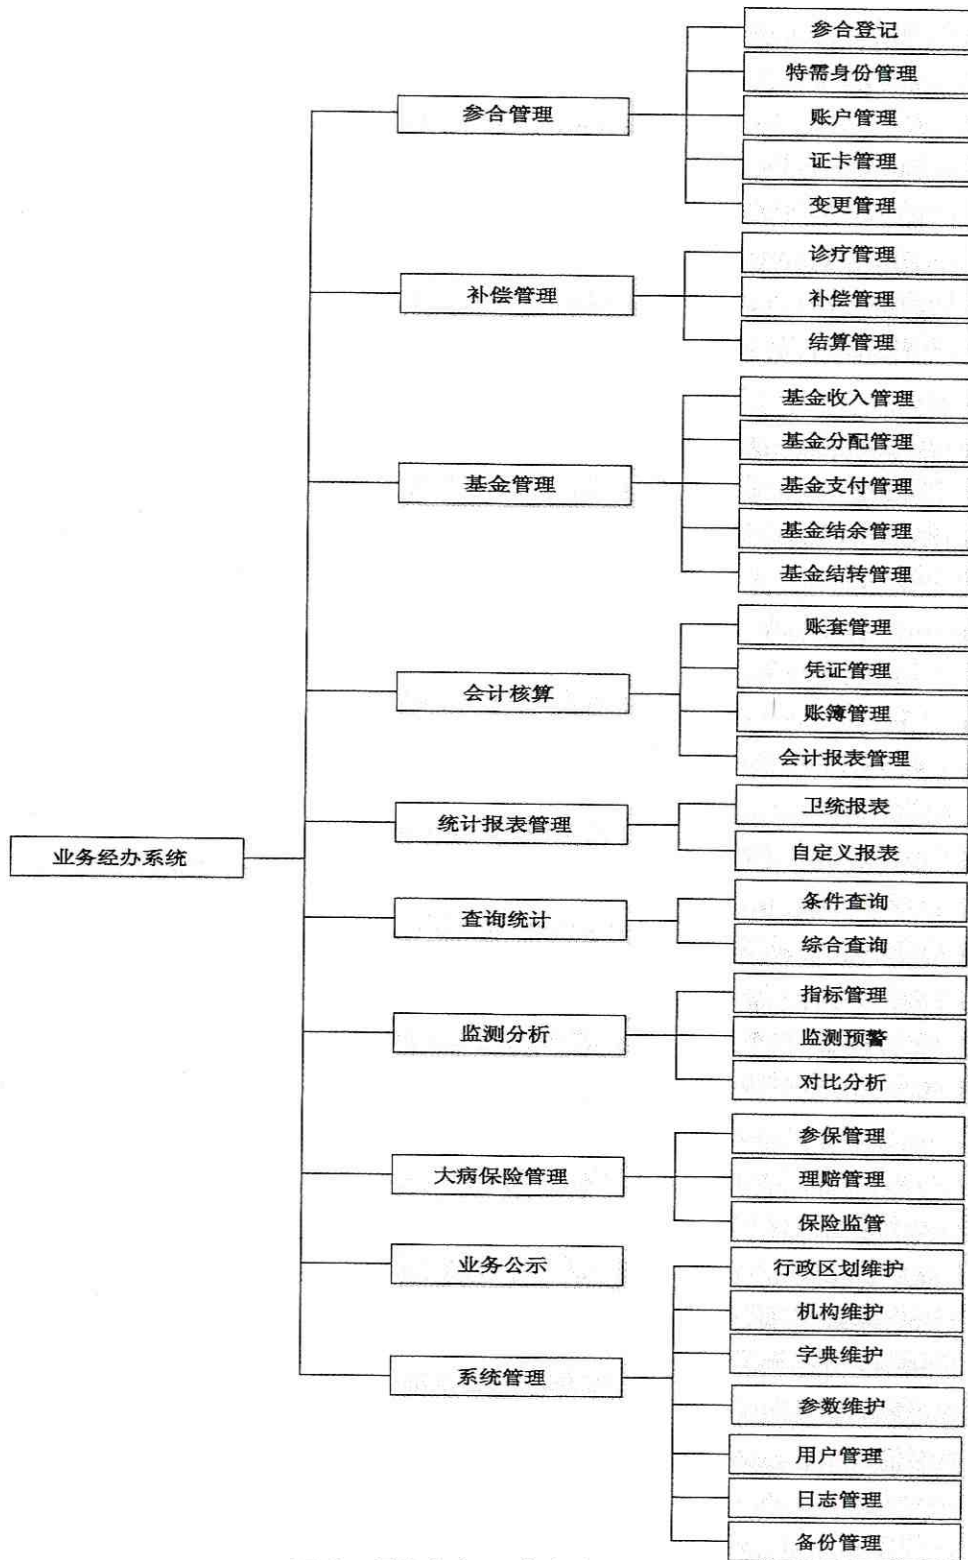 业务经办系统
参合管理
参合登记
特需身份管理
账户管理
证卡管理
变更管理
补偿管理
诊疗管理
补偿管理
结算管理
基金管理
基金收入管理
基金分配管理
基金支付管理
基金结余管理
基金结转管理
会计核算
账套管理
凭证管理
账簿管理
会计报表管理
统计报表管理
卫统报表
自定义报表
查询统计
条件查询
综合查询
监测分析
指标管理
监测预警
对比分析
大病保险管理
参保管理
理赔管理
保险监管
业务公示
系统管理
行政区划维护
机构维护
字典维护
参数维护
用户管理
日志管理
备份管理